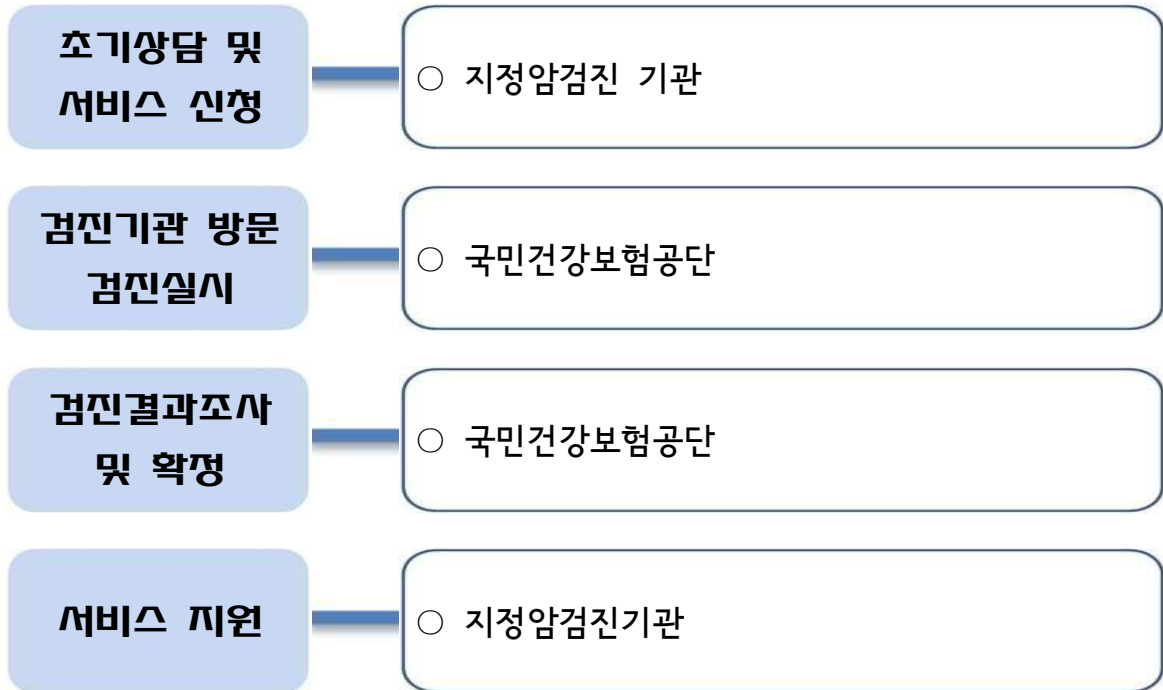 초기상담 및
서비스 신청
○ 지정암검진 기관
검진기관 방문
검진실시
○ 국민건강보험공단
검진결과조사
및 확정
○ 국민건강보험공단
서비스 지원
○ 지정암검진기관